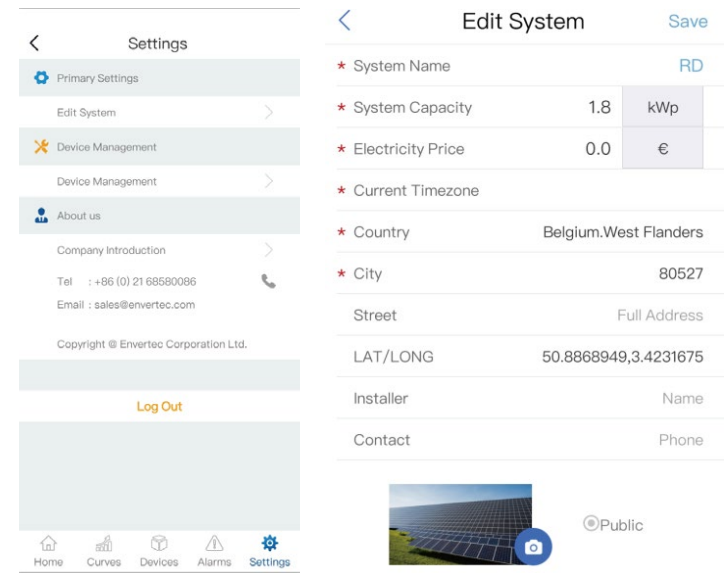 Settings
Primary Settings
Edit System
Device Management
Device Management
About us
Company Introduction
Tel : +86 (0) 21 68580086
Email : sales@envertec.com
Copyright @ Envertec Corporation Ltd.
Log Out
Home Curves Devices Alarms Settings
Edit System Save
* System Name RD
* System Capacity 1.8 kWp
* Electricity Price 0.0 €
* Current Timezone
* Country Belgium.West Flanders
* City 80527
Street Full Address
LAT/LONG 50.8868949,3.4231675
Installer Name
Contact Phone
Public